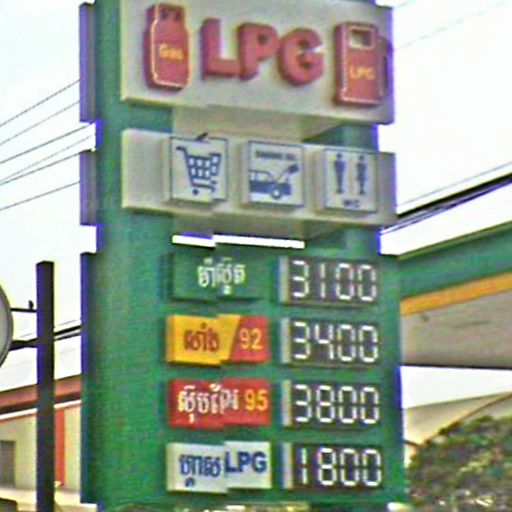 Gas LPG LPG
WC
ម៉ាស៊ូត 3100
សាំង 92 3400
ស៊ុបពែរ 95 3800
ហ្គាស LPG 1800